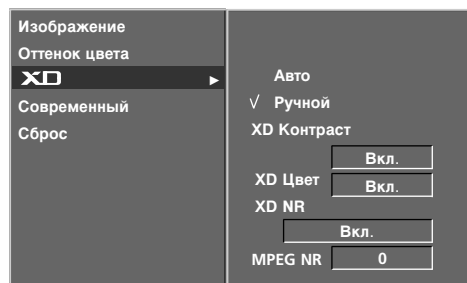 Изображение
Оттенок цвета
XD
Современный
Сброс
Авто
√ Ручной
XD Контраст
Вкл.
XD Цвет Вкл.
XD NR
Вкл.
MPEG NR 0